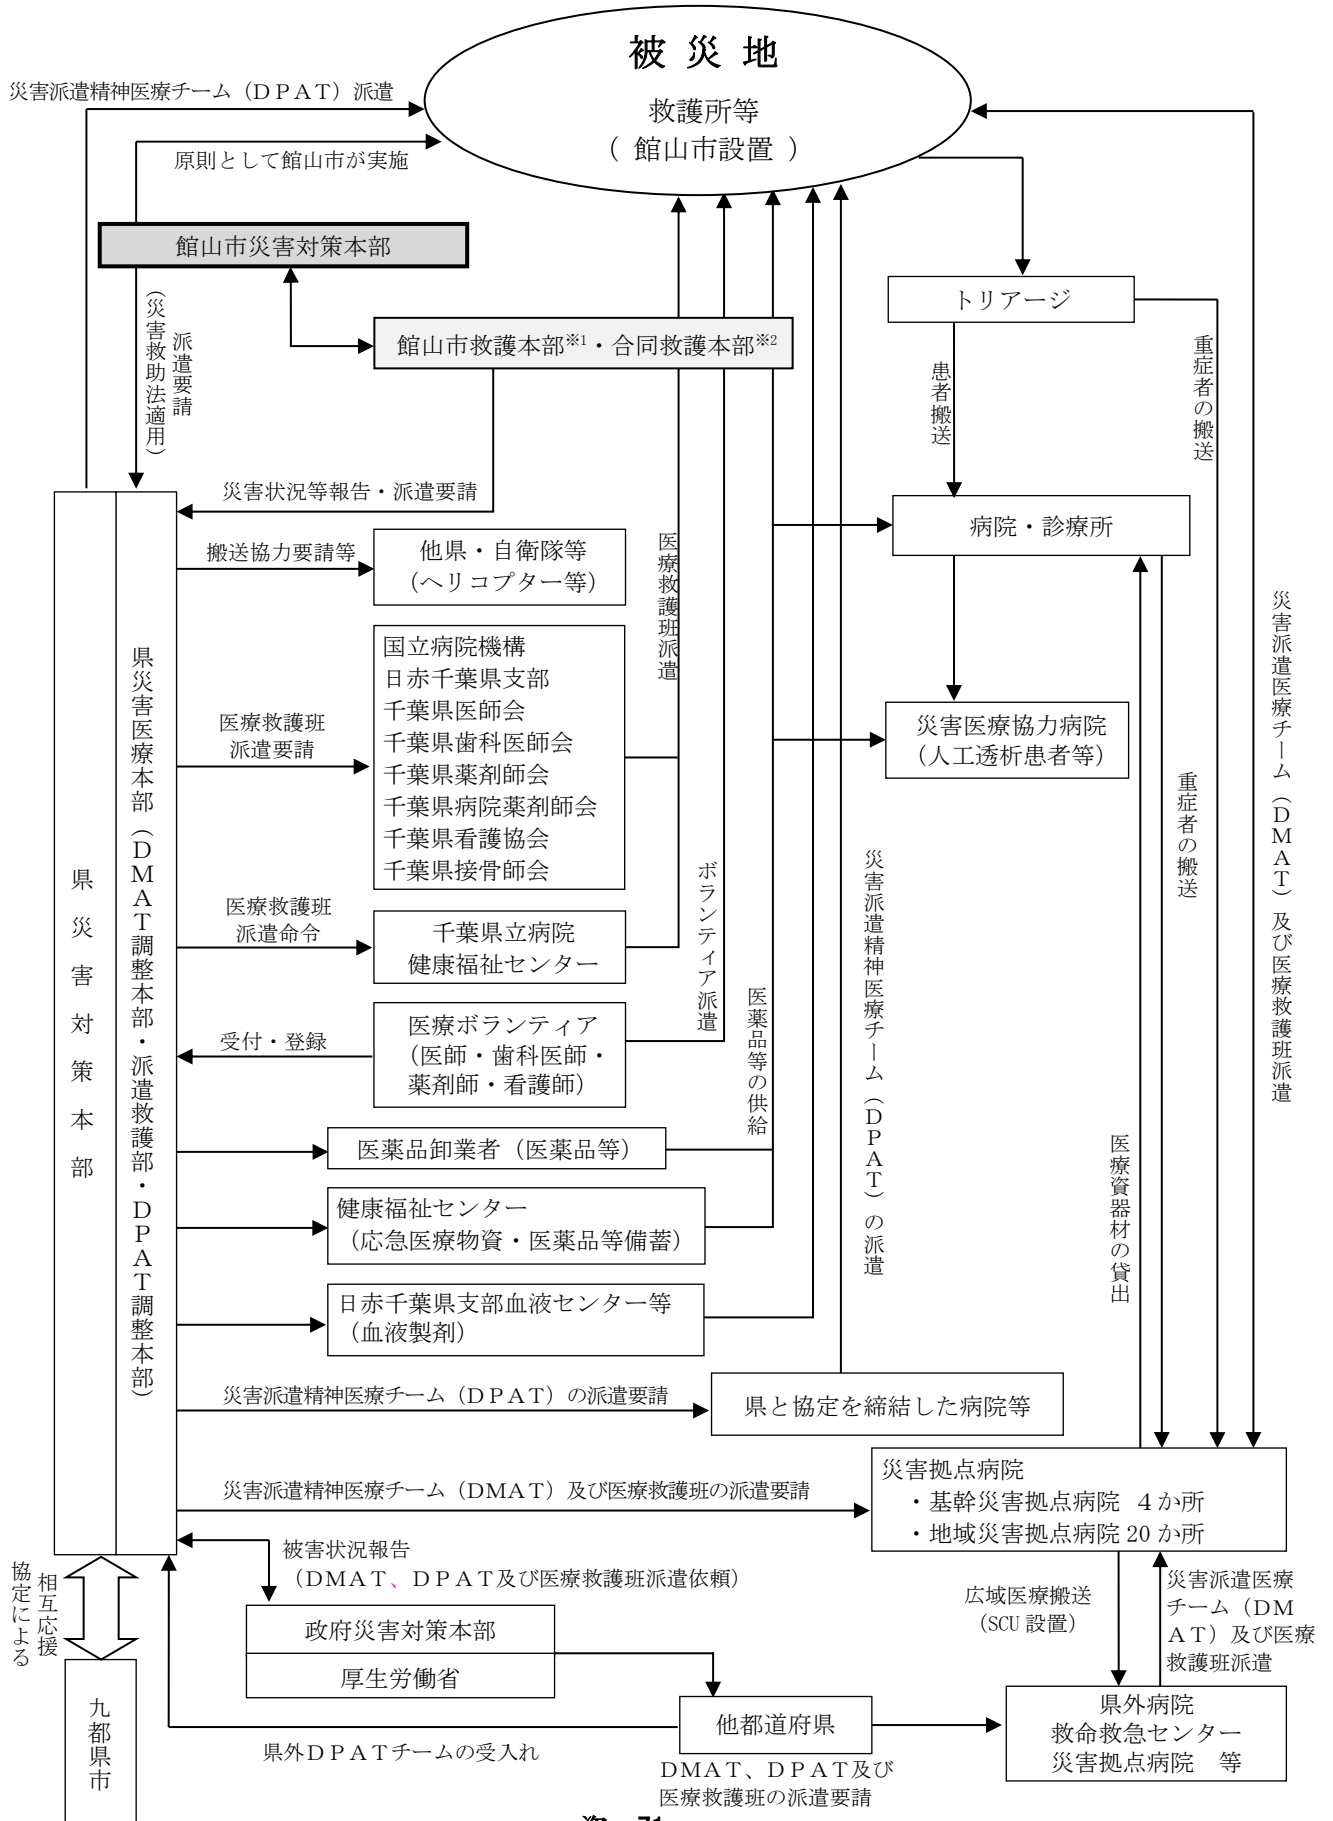 被 災 地
救護所等
（ 館山市設置 ）
災害派遣精神医療チーム（ＤＰＡＴ）派遣
原則として館山市が実施
館山市災害対策本部
派遣要請
（災害救助法適用）
館山市救護本部※1・合同救護本部※2
トリアージ
患者搬送
重症者の搬送
災害状況等報告・派遣要請
病院・診療所
搬送協力要請等
他県・自衛隊等
（ヘリコプター等）
医療救護班派遣
国立病院機構
日赤千葉県支部
千葉県医師会
千葉県歯科医師会
千葉県薬剤師会
千葉県病院薬剤師会
千葉県看護協会
千葉県接骨師会
医療救護班
派遣要請
災害医療協力病院
（人工透析患者等）
重症者の搬送
災害派遣医療チーム（ＤＭＡＴ）及び医療救護班派遣
県災害対策本部
県災害医療本部（ＤＭＡＴ調整本部・派遣救護部・ＤＰＡＴ調整本部）
医療救護班
派遣命令
千葉県立病院
健康福祉センター
ボランティア派遣
災害派遣精神医療チーム（ＤＰＡＴ）の派遣
受付・登録
医療ボランティア
（医師・歯科医師・
薬剤師・看護師）
医薬品等の供給
医薬品卸業者（医薬品等）
健康福祉センター
（応急医療物資・医薬品等備蓄）
医療資器材の貸出
日赤千葉県支部血液センター等
（血液製剤）
災害派遣精神医療チーム（ＤＰＡＴ）の派遣要請
県と協定を締結した病院等
災害派遣精神医療チーム（DMAT）及び医療救護班の派遣要請
災害拠点病院
・基幹災害拠点病院 ４か所
・地域災害拠点病院 20 か所
被害状況報告
（ＤＭＡＴ、ＤＰＡＴ及び医療救護班派遣依頼）
相互応援
協定による
政府災害対策本部
厚生労働省
広域医療搬送
（SCU 設置）
災害派遣医療
チーム（ＤＭ
ＡＴ）及び医療
救護班派遣
九都県市
他都道府県
県外ＤＰＡＴチームの受入れ
ＤＭＡＴ、ＤＰＡＴ及び
医療救護班の派遣要請
県外病院
救命救急センター
災害拠点病院　等